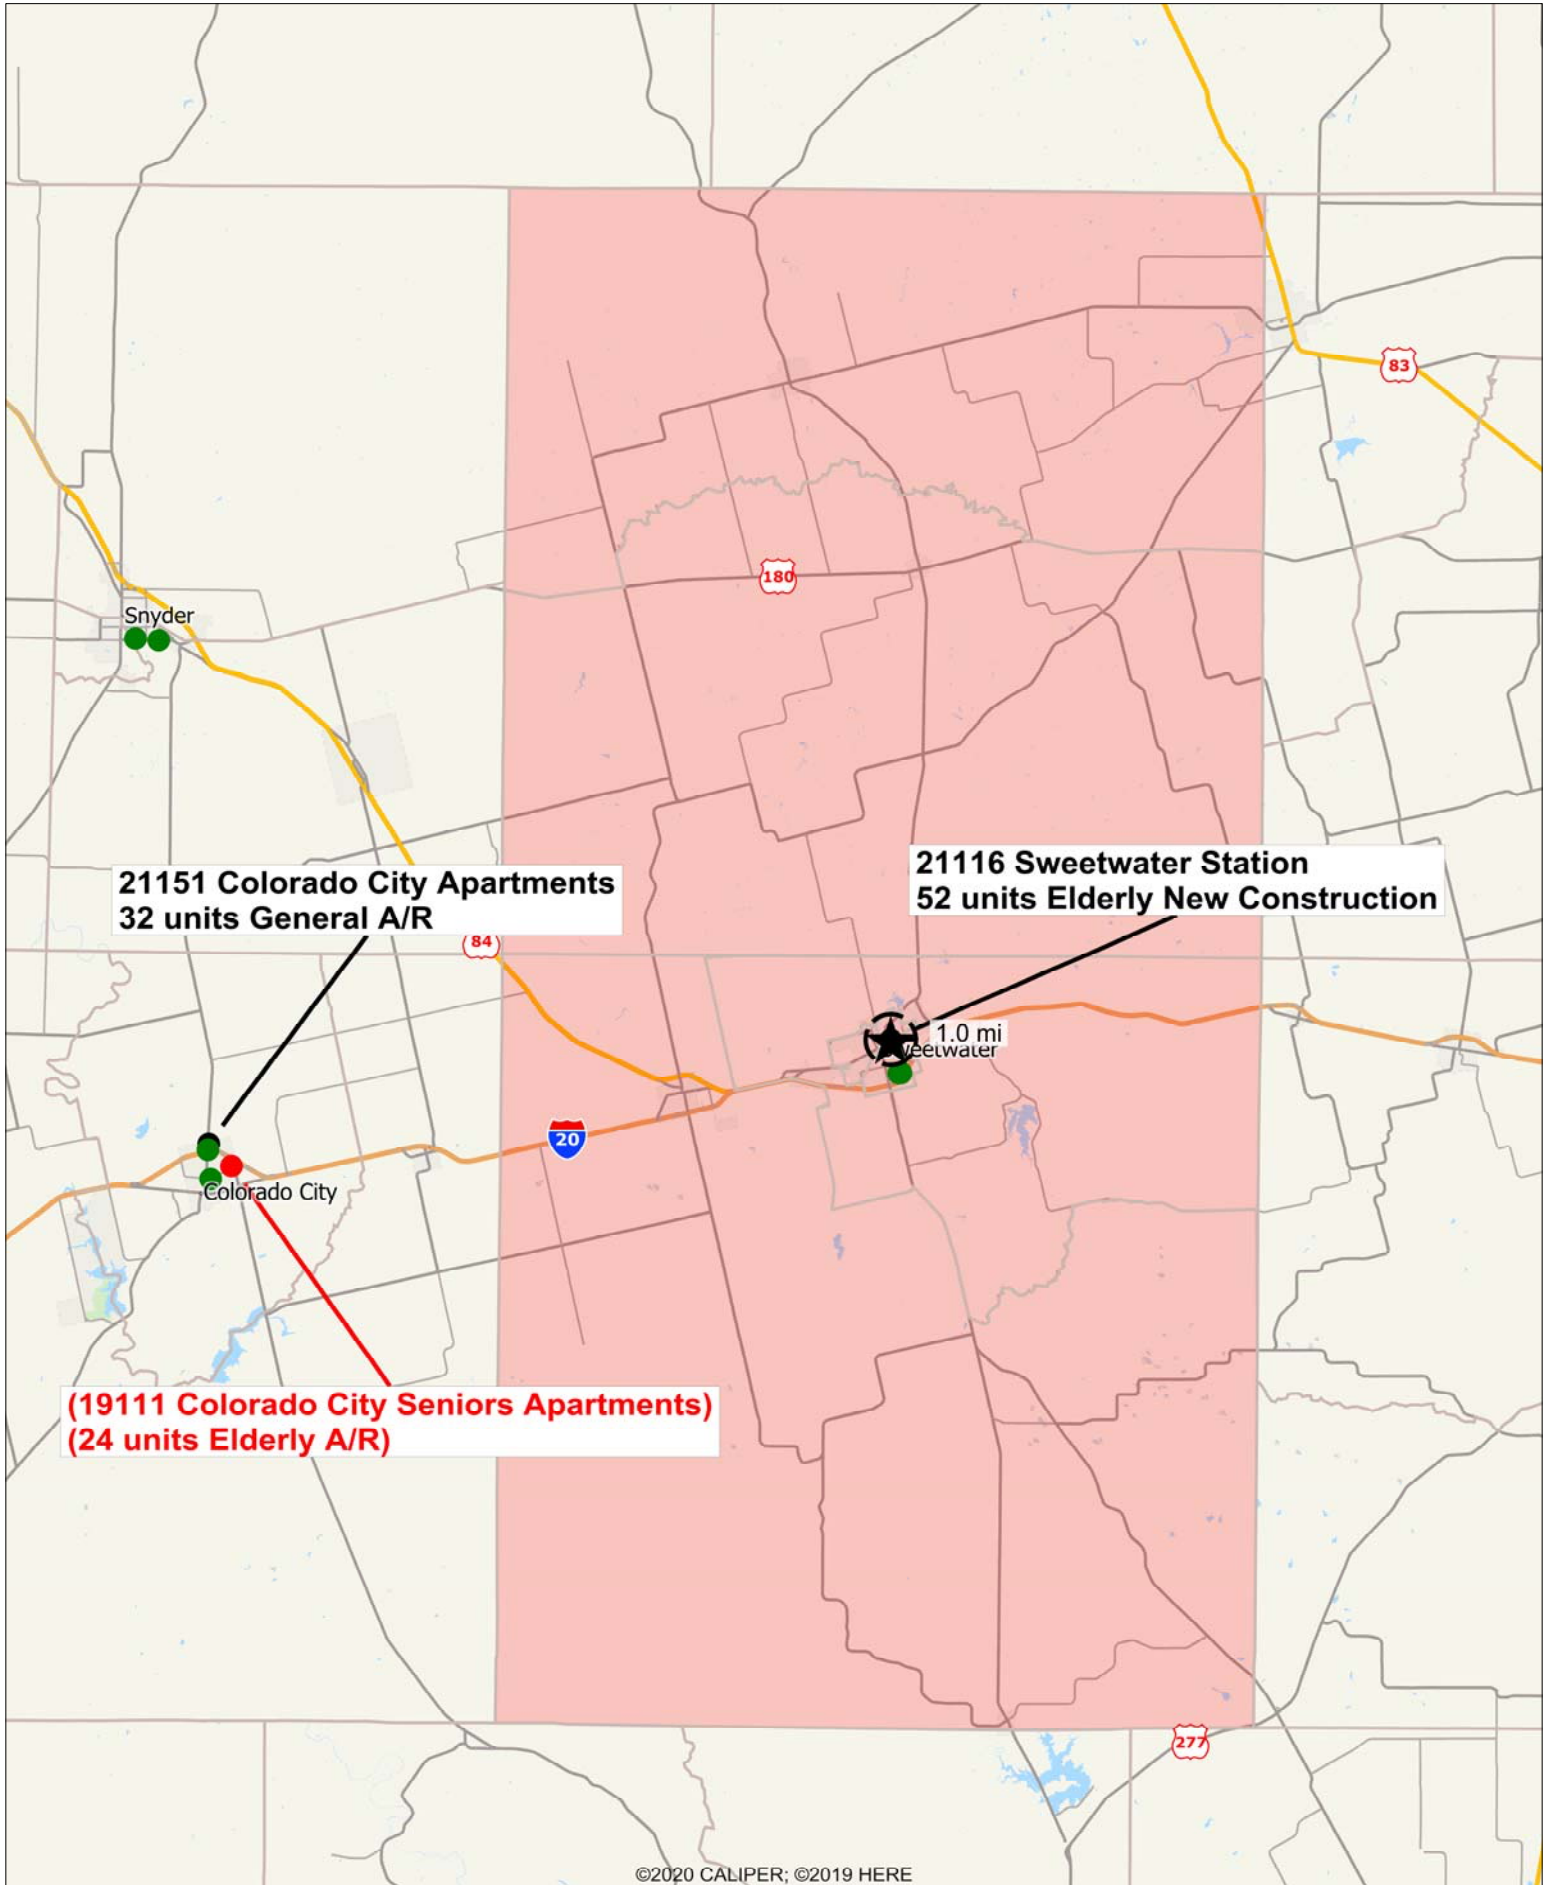 83
180
Snyder
21151 Colorado City Apartments
32 units General A/R
21116 Sweetwater Station
52 units Elderly New Construction
84
1.0 mi
Sweetwater
20
Colorado City
(19111 Colorado City Seniors Apartments)
(24 units Elderly A/R)
277
©2020 CALIPER; ©2019 HERE